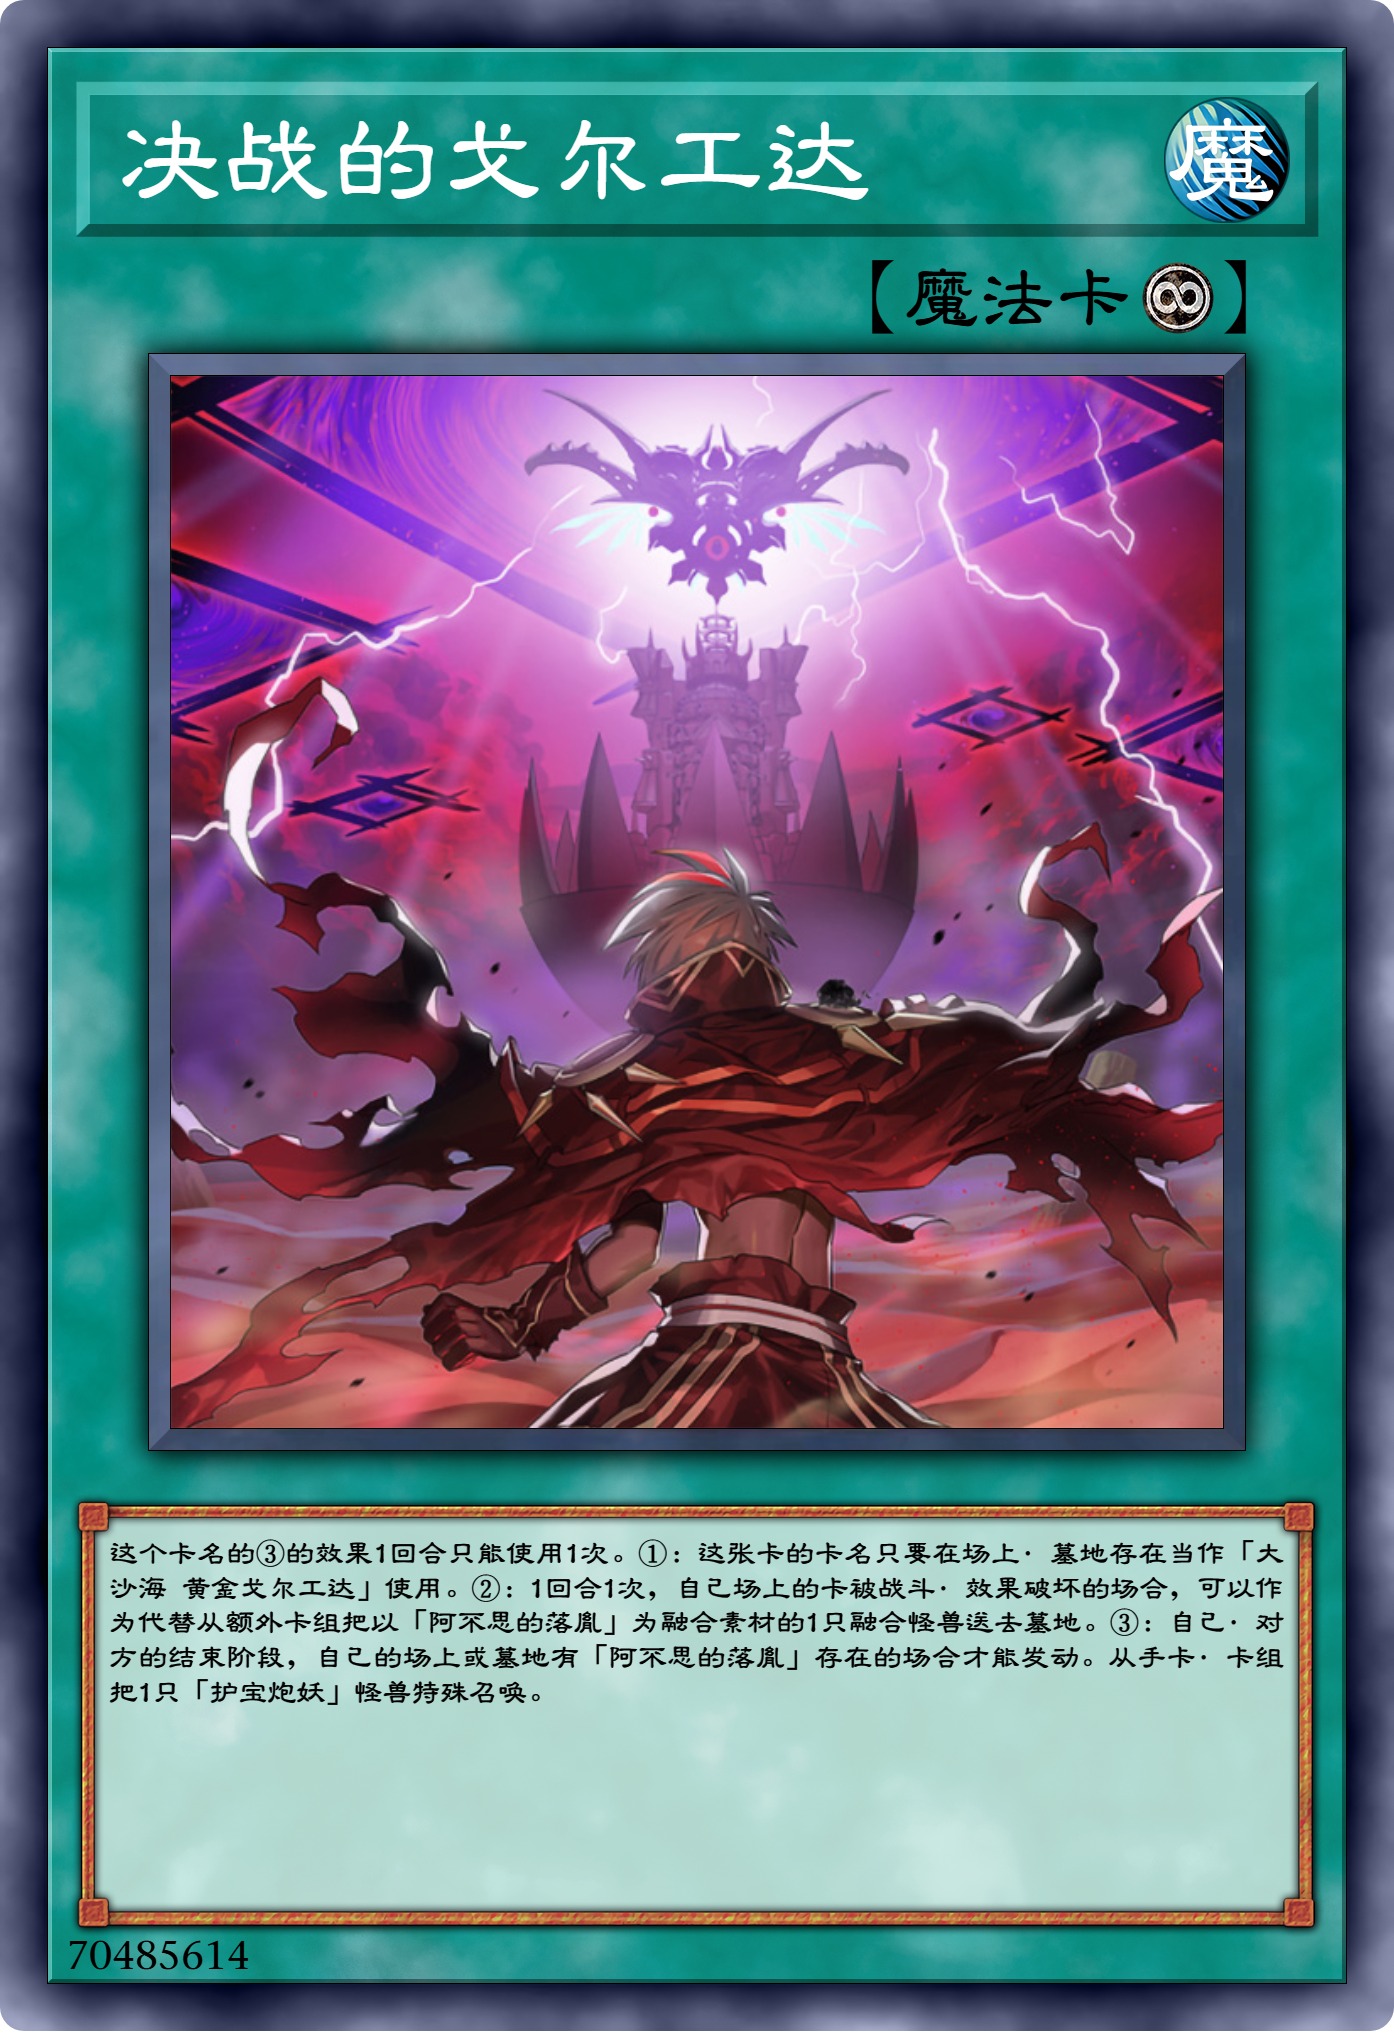 决战的戈尔工达
魔
【魔法卡】
这个卡名的③的效果1回合只能使用1次。①：这张卡的卡名只要在场上·墓地存在当作「大
沙海 黄金戈尔工达」使用。②：1回合1次，自己场上的卡被战斗·效果破坏的场合，可以作
为代替从额外卡组把以「阿不思的落胤」为融合素材的1只融合怪兽送去墓地。③：自己·对
方的结束阶段，自己的场上或墓地有「阿不思的落胤」存在的场合才能发动。从手卡·卡组
把1只「护宝炮妖」怪兽特殊召唤。
70485614